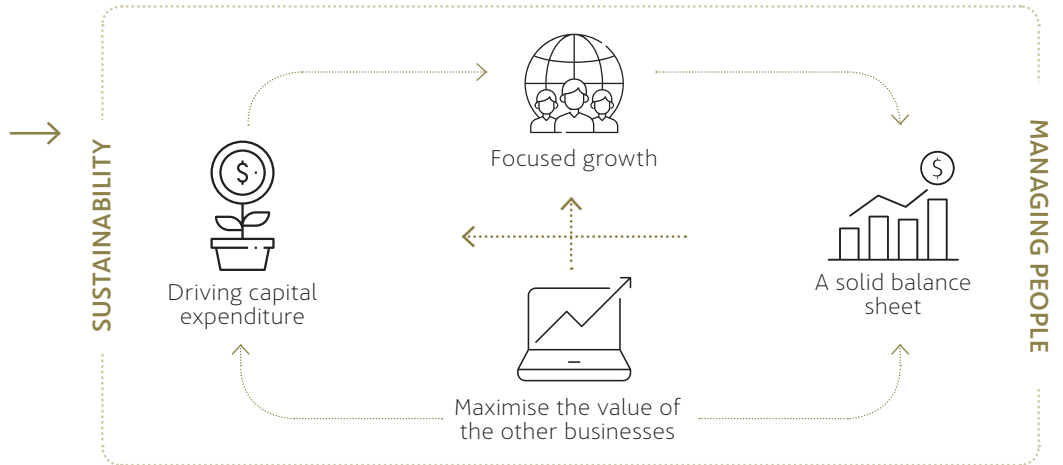 SUSTAINABILITY
Focused growth
$
Driving capital
expenditure
$
A solid balance
sheet
Maximise the value of
the other businesses
MANAGING PEOPLE